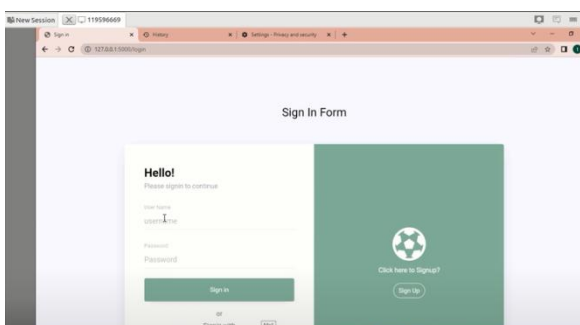 New Session
119596669
Sign in
History
Settings - Privacy and security
127.0.0.1:5000/login
Sign In Form
Hello!
Please signin to continue
User Name
username
Password
Password
Sign in
or
Click here to Signup?
Sign Up